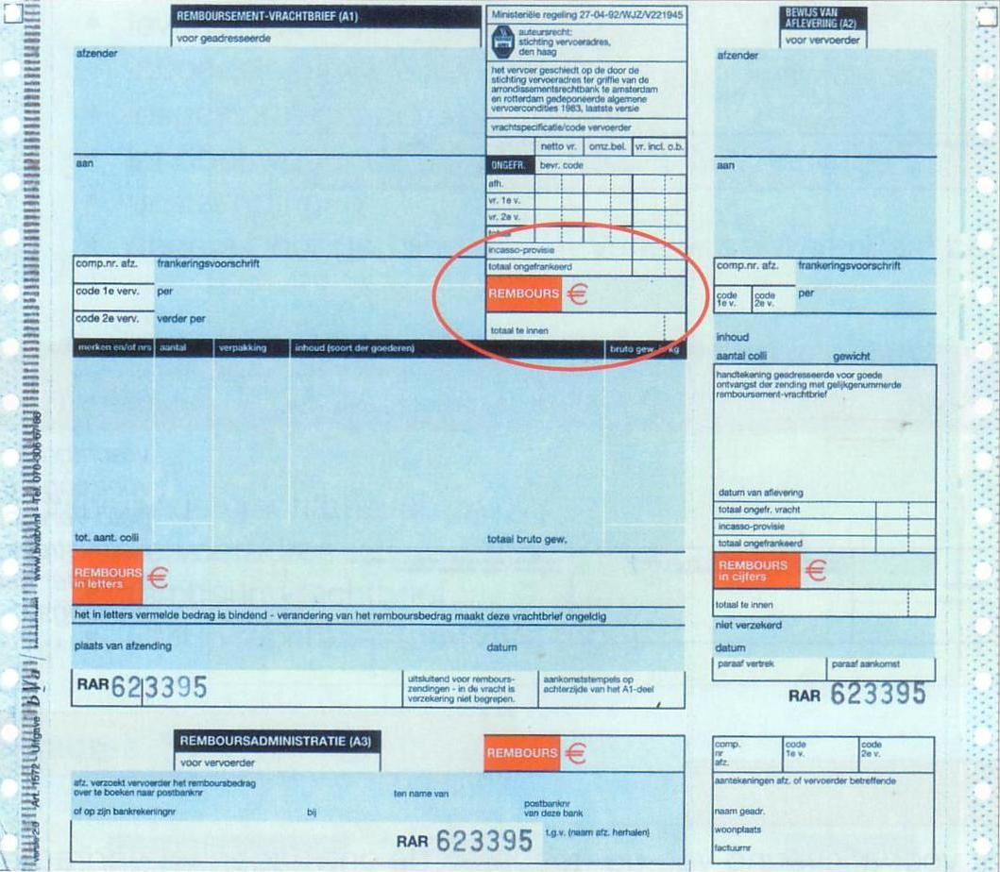 REMBOURSEMENT-VRACHTBRIEF (A1)
voor geadresseerde
afzender
aan
comp.nr. afz.
frankeringsvoorschrift
code 1e verv.
per
code 2e verv.
verder per
Ministeriële regeling 27-04-92/WJZ/V221945
auteursrecht:
stichting vervoeradres,
den haag
het vervoer geschiedt op de door de
stichting vervoeradres ter griffie van de
arrondissementsrechtbank te amsterdam
en rotterdam gedeponeerde algemene
vervoercondities 1983, laatste versie
vrachtspecificatie/code vervoerder
netto vr. omz.bel. vr. incl. o.b.
ONGEFR. bevr. code
afh.
vr. 1e v.
vr. 2e v.
totaal
incasso-provisie
totaal ongefrankeerd
REMBOURS €
totaal te innen
merken en/of nrs aantal verpakking inhoud (soort der goederen) bruto gew. in kg
tot. aant. colli
totaal bruto gew.
REMBOURS €
in letters
het in letters vermelde bedrag is bindend - verandering van het remboursbedrag maakt deze vrachtbrief ongeldig
plaats van afzending
datum
RAR 623395
uitsluitend voor rembours-
zendingen - in de vracht is
verzekering niet begrepen.
aankomststempels op
achterzijde van het A1-deel
BEWIJS VAN
AFLEVERING (A2)
voor vervoerder
afzender
aan
comp.nr. afz.
frankeringsvoorschrift
code
1e v.
code
2e v.
per
inhoud
aantal colli
gewicht
handtekening geadresseerde voor goede
ontvangst der zending met gelijkgenummerde
remboursement-vrachtbrief
datum van aflevering
totaal ongefr. vracht
incasso-provisie
totaal ongefrankeerd
REMBOURS €
in cijfers
totaal te innen
niet verzekerd
datum
paraaf vertrek
paraaf aankomst
RAR 623395
REMBOURSADMINISTRATIE (A3)
voor vervoerder
REMBOURS €
afz. verzoekt vervoerder het remboursbedrag
over te boeken naar postbanknr
ten name van
of op zijn bankrekeningnr
bij
postbanknr
van deze bank
RAR 623395
t.g.v. (naam afz. herhalen)
comp.
nr
afz.
code
1e v.
code
2e v.
aantekeningen afz. of vervoerder betreffende
naam geadr.
woonplaats
factuurnr